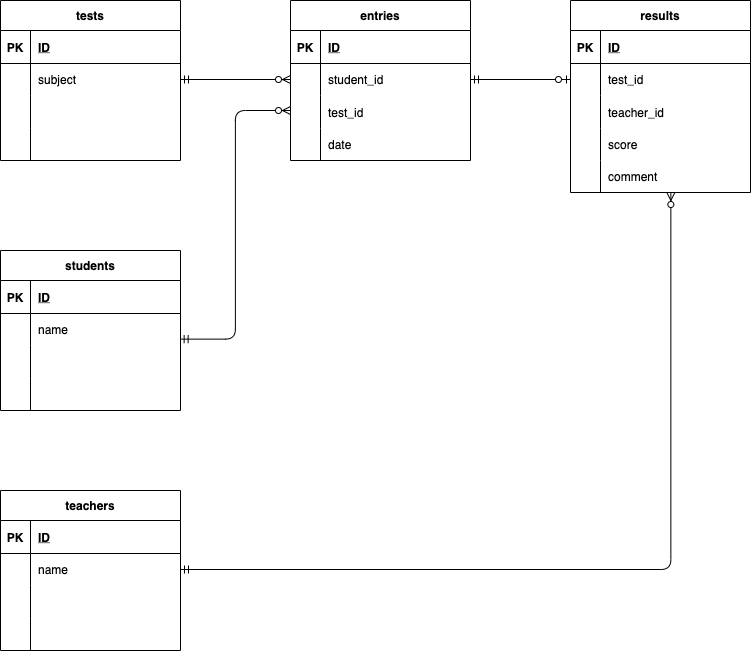 tests
PK ID
subject
entries
PK ID
student_id
test_id
date
results
PK ID
test_id
teacher_id
score
comment
students
PK ID
name
teachers
PK ID
name